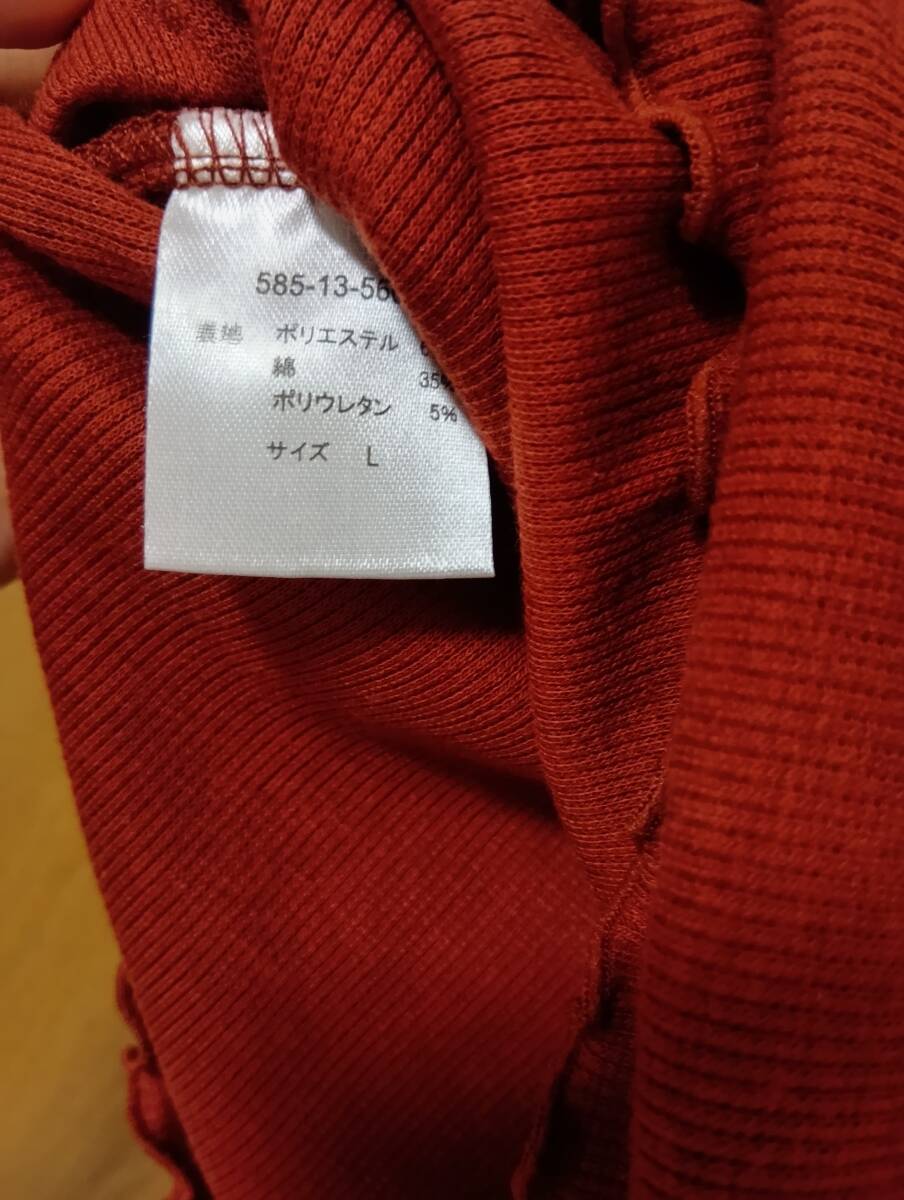 585-13-56
表地 ポリエステル
綿 35%
ポリウレタン 5%
サイズ L